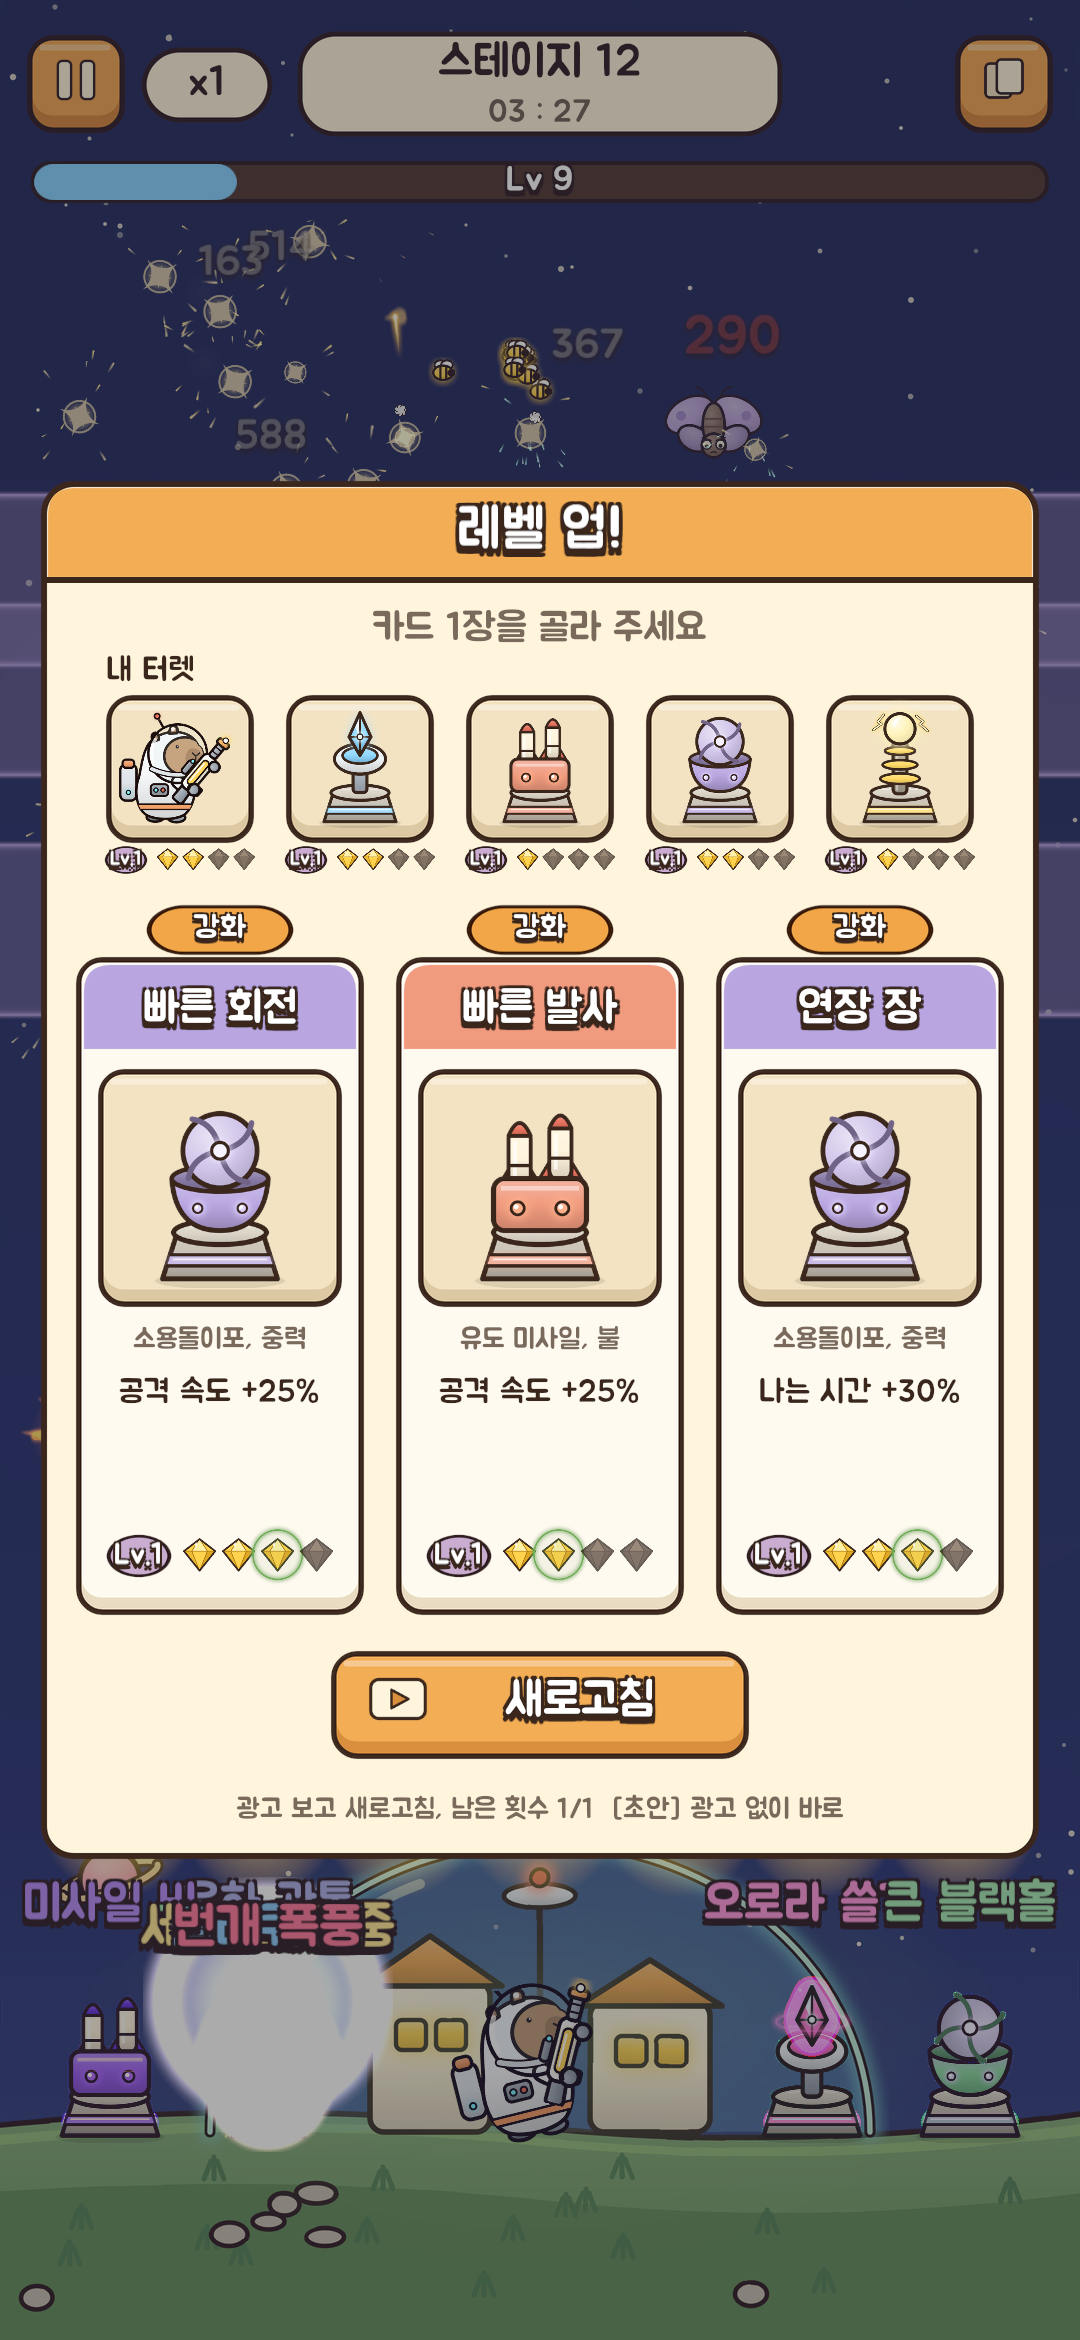 스테이지 12
x1
03 : 27
Lv 9
514
163
367
290
588
레벨 업!
카드 1장을 골라 주세요
내 터렛
Lv.1
Lv.1
Lv.1
Lv.1
Lv.1
강화
강화
강화
빠른 회전
빠른 발사
연장 장
소용돌이포, 중력
유도 미사일, 불
소용돌이포, 중력
공격 속도 +25%
공격 속도 +25%
나는 시간 +30%
Lv.1
Lv.1
Lv.1
새로고침
광고 보고 새로고침, 남은 횟수 1/1 [초안] 광고 없이 바로
미사일
번개 폭풍
오로라
큰 블랙홀